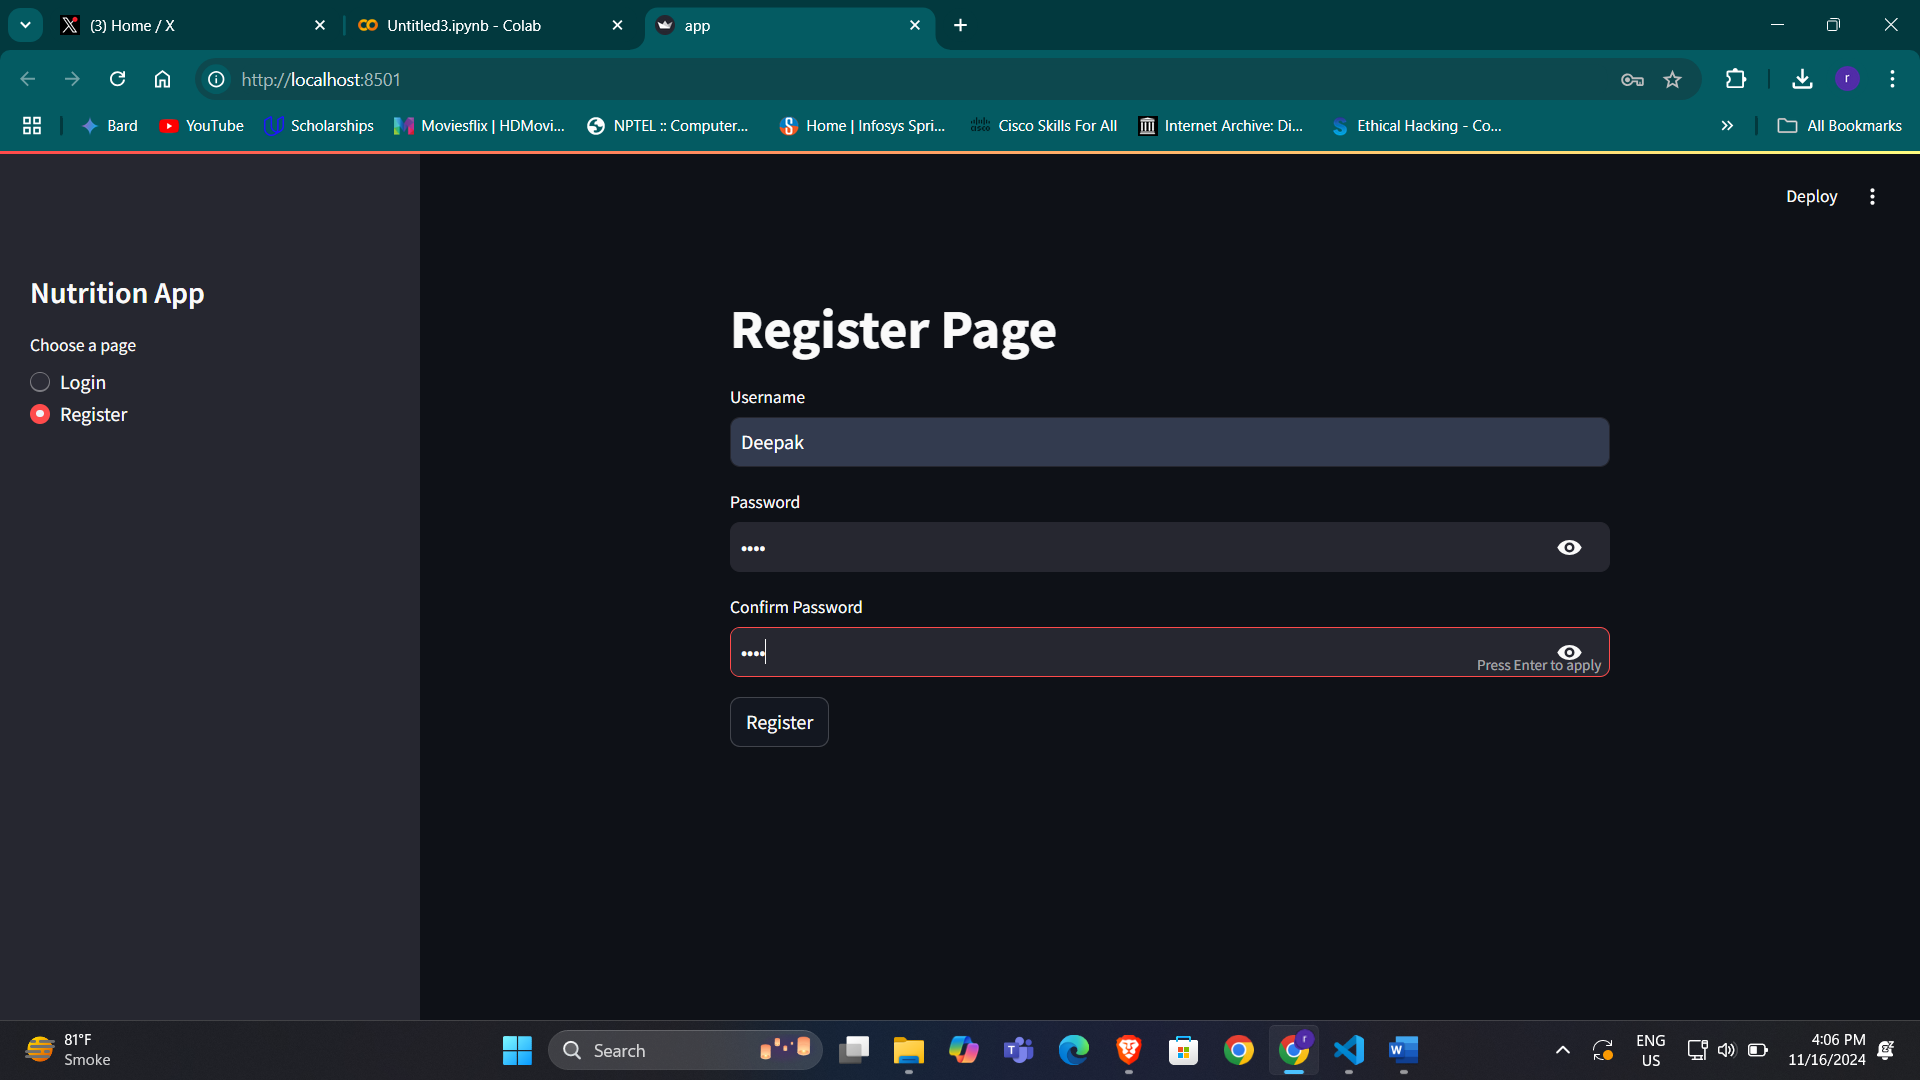 (3) Home / X
Untitled3.ipynb - Colab
app
http://localhost:8501
r
Bard
YouTube
Scholarships
Moviesflix | HDMovi...
NPTEL :: Computer...
Home | Infosys Spri...
Cisco Skills For All
Internet Archive: Di...
Ethical Hacking - Co...
All Bookmarks
Deploy
Nutrition App
Choose a page
Login
Register
Register Page
Username
Deepak
Password
••••
Confirm Password
••••
Press Enter to apply
Register
81°F
Smoke
Search
ENG
US
4:06 PM
11/16/2024